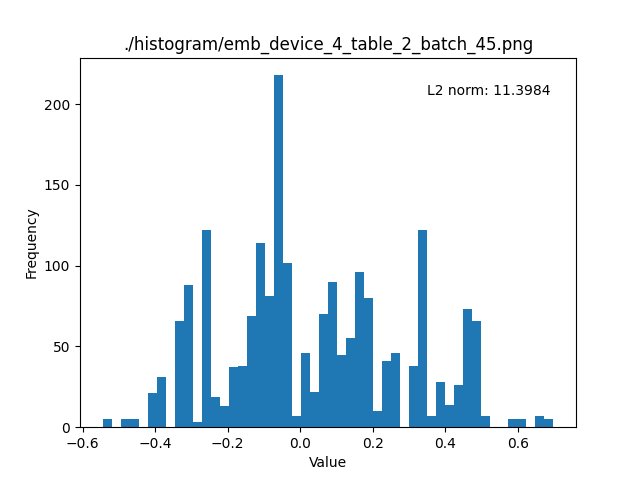 ./histogram/emb_device_4_table_2_batch_45.png
L2 norm: 11.3984
200
150
100
50
0
Frequency
−0.6 −0.4 −0.2 0.0 0.2 0.4 0.6
Value